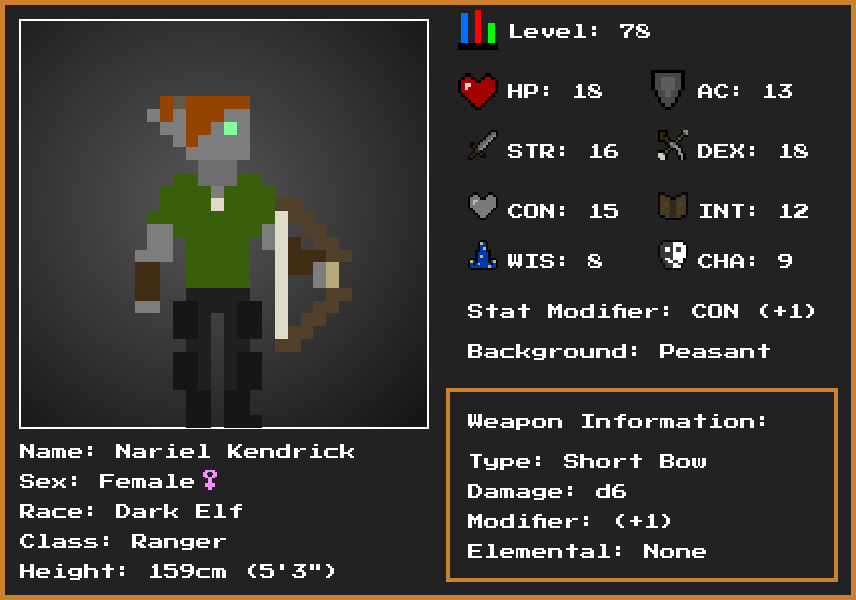 Level: 78
HP: 18 AC: 13
STR: 16 DEX: 18
CON: 15 INT: 12
WIS: 8 CHA: 9
Stat Modifier: CON (+1)
Background: Peasant
Weapon Information:
Type: Short Bow
Damage: d6
Modifier: (+1)
Elemental: None
Name: Nariel Kendrick
Sex: Female♀
Race: Dark Elf
Class: Ranger
Height: 159cm (5'3")